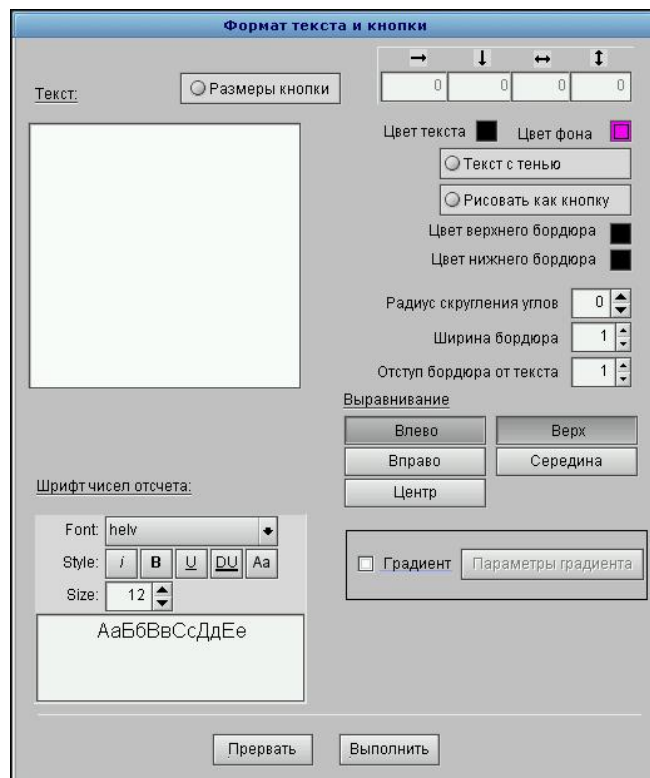 Формат текста и кнопки
Текст:
Размеры кнопки
0 0 0 0
Цвет текста Цвет фона
Текст с тенью
Рисовать как кнопку
Цвет верхнего бордюра
Цвет нижнего бордюра
Радиус скругления углов 0
Ширина бордюра 1
Отступ бордюра от текста 1
Выравнивание
Влево Верх
Вправо Середина
Центр
Шрифт чисел отсчета:
Font: helv
Style: i B U DU Aa
Size: 12
АаБбВвСсДдЕе
Градиент Параметры градиента
Прервать Выполнить